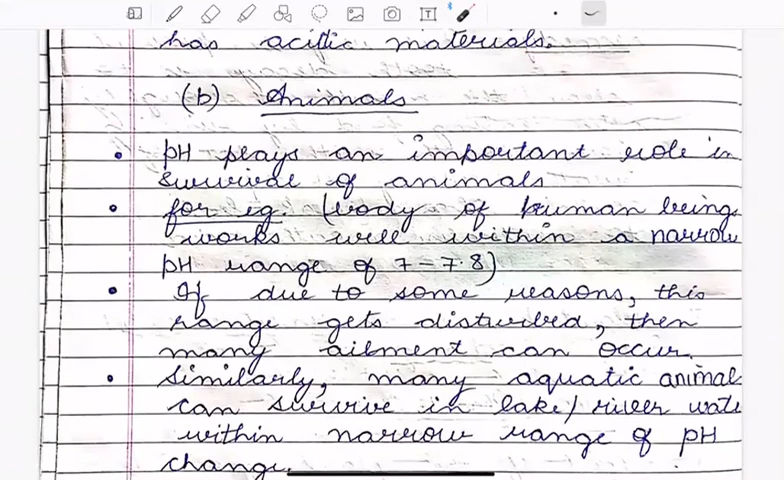 has acidic materials.
(b) Animals
• pH plays an important role in
survival of animals
• for eg. (body of human being
works well within a narrow
pH range of 7-7.8)
• If due to some reasons, this
range gets disturbed, then
many ailment can occur.
• Similarly, many aquatic animal
can survive in lake/river wate
within narrow range of pH
change.